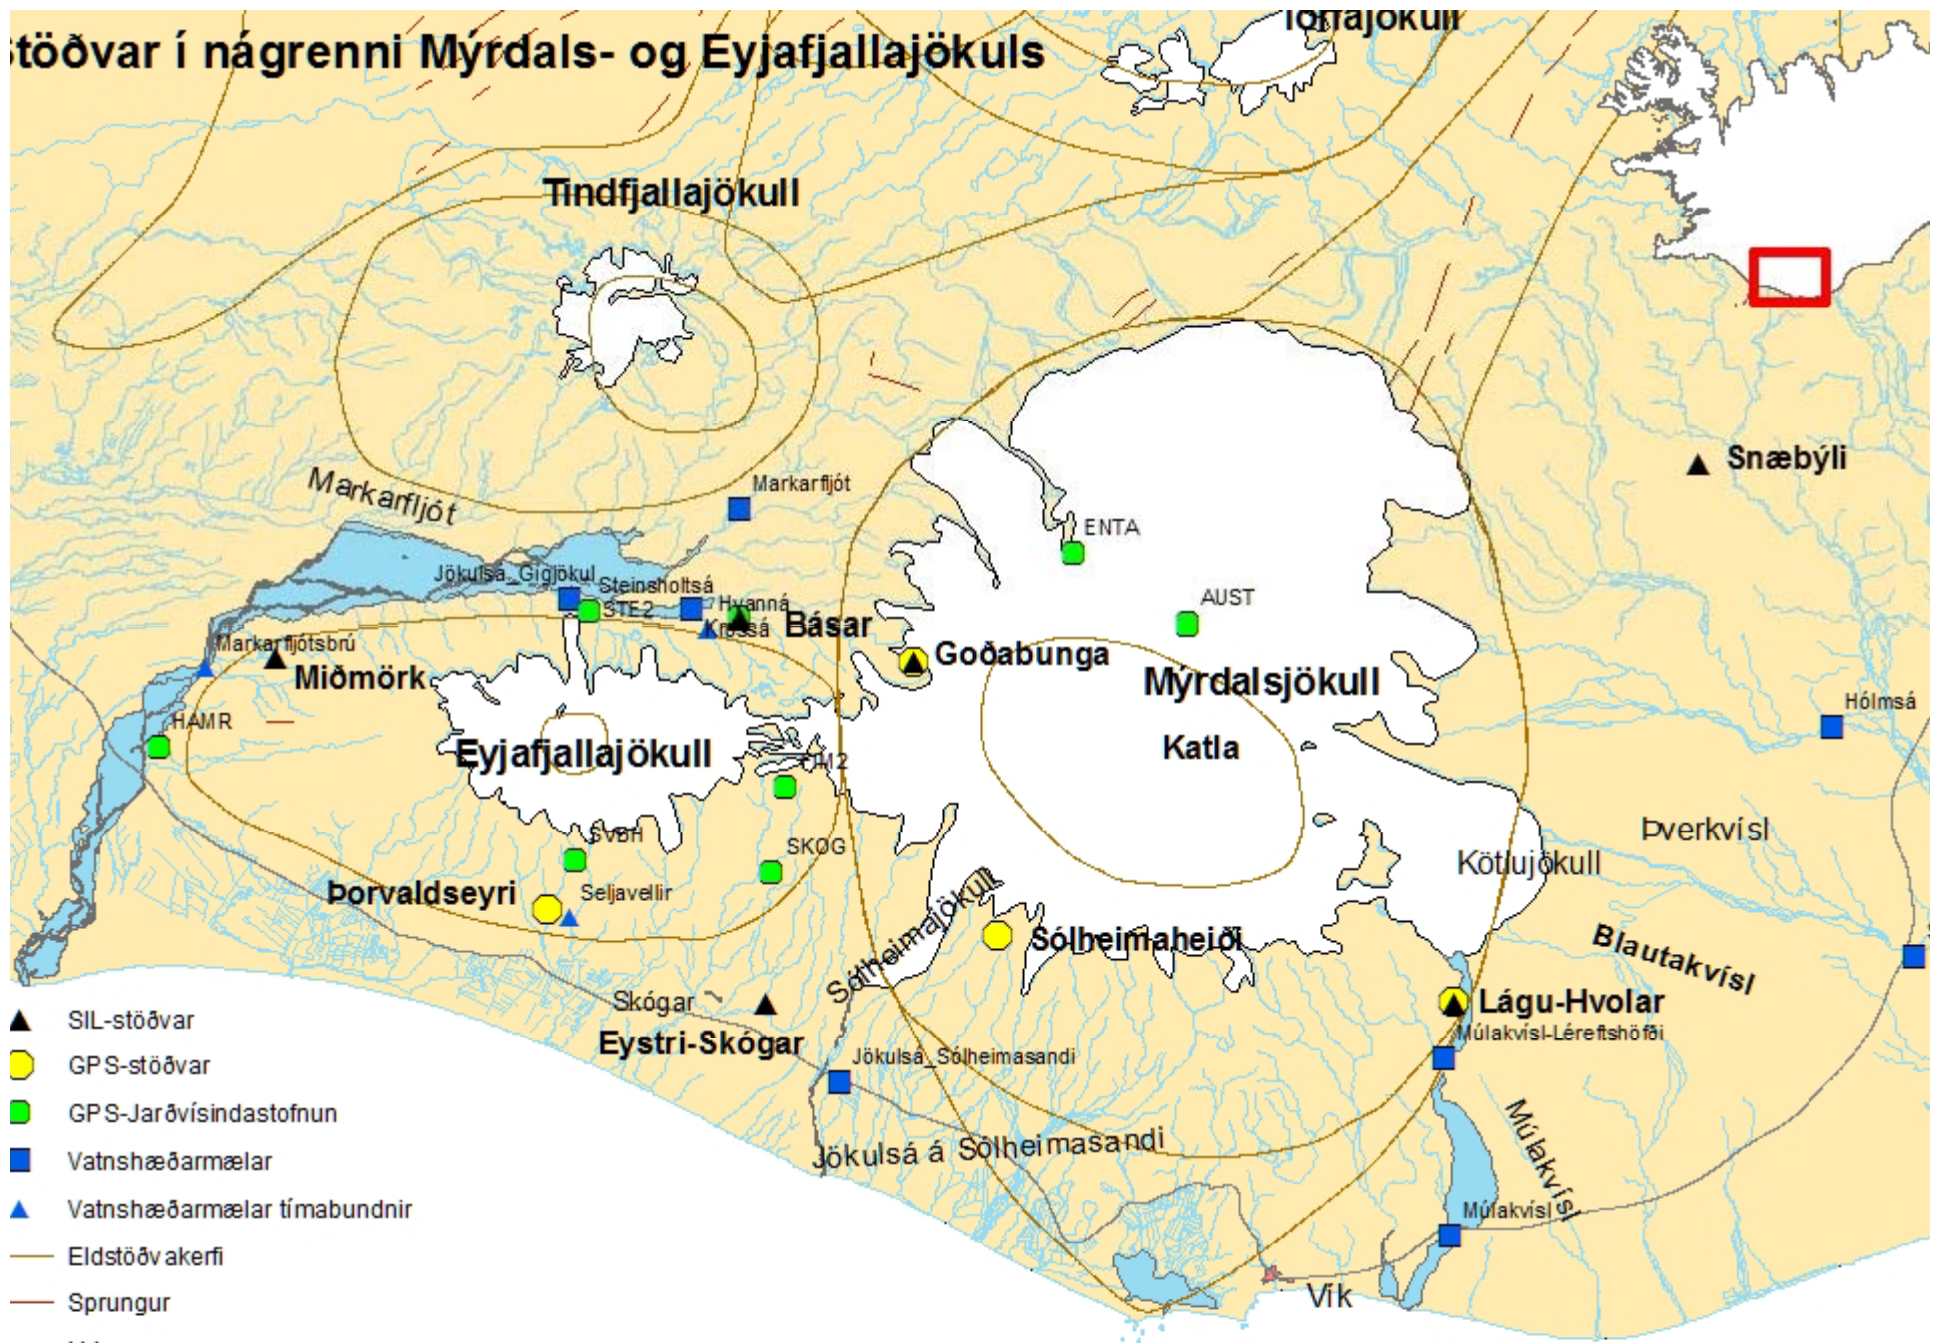 stöðvar í nágrenni Mýrdals- og Eyjafjallajökuls
Torfajökull
Tindfjallajökull
Markarfljót
Markarfljót
Snæbýli
ENTA
Jökulsá_Gígjökul
Steinsholtsá
STE2
Hvanná
Krossá
Básar
AUST
Markarfljótsbrú
Miðmörk
Goðabunga
Mýrdalsjökull
HAMR
Eyjafjallajökull
Katla
Hólmsá
SVBH
SKOG
Þverkvísl
Kötlujökull
Þorvaldseyri
Seljavellir
Sólheimajökull
Sólheimaheiði
Blautakvísl
Skógar
Eystri-Skógar
Lágu-Hvolar
Múlakvísl-Léreftshöfði
Jökulsá_Sólheimasandi
Jökulsá á Sólheimasandi
Múlakvísl
Múlakvísl
Vík
SIL-stöðvar
GPS-stöðvar
GPS-Jarðvísindastofnun
Vatnshæðarmælar
Vatnshæðarmælar tímabundnir
Eldstöðvakerfi
Sprungur